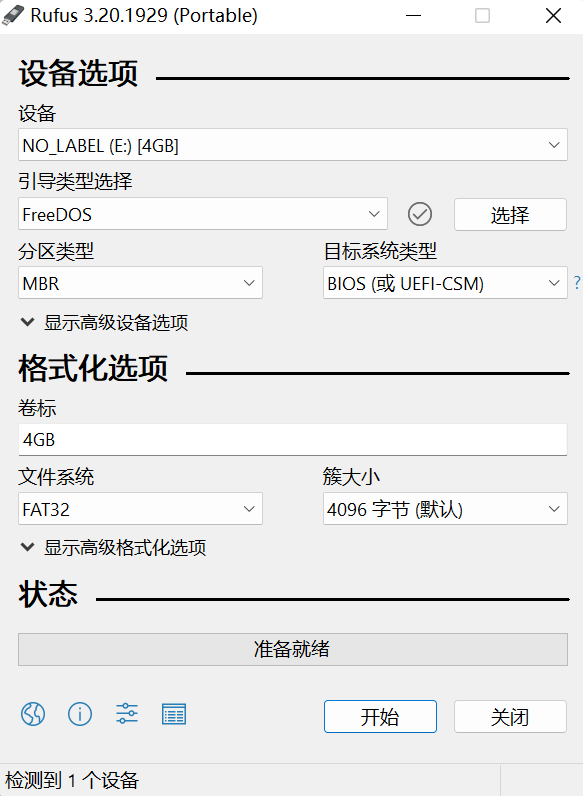 Rufus 3.20.1929 (Portable)
设备选项
设备
NO_LABEL (E:) [4GB]
引导类型选择
FreeDOS
选择
分区类型 目标系统类型
MBR BIOS (或 UEFI-CSM) ?
显示高级设备选项
格式化选项
卷标
4GB
文件系统 簇大小
FAT32 4096 字节 (默认)
显示高级格式化选项
状态
准备就绪
开始 关闭
检测到 1 个设备